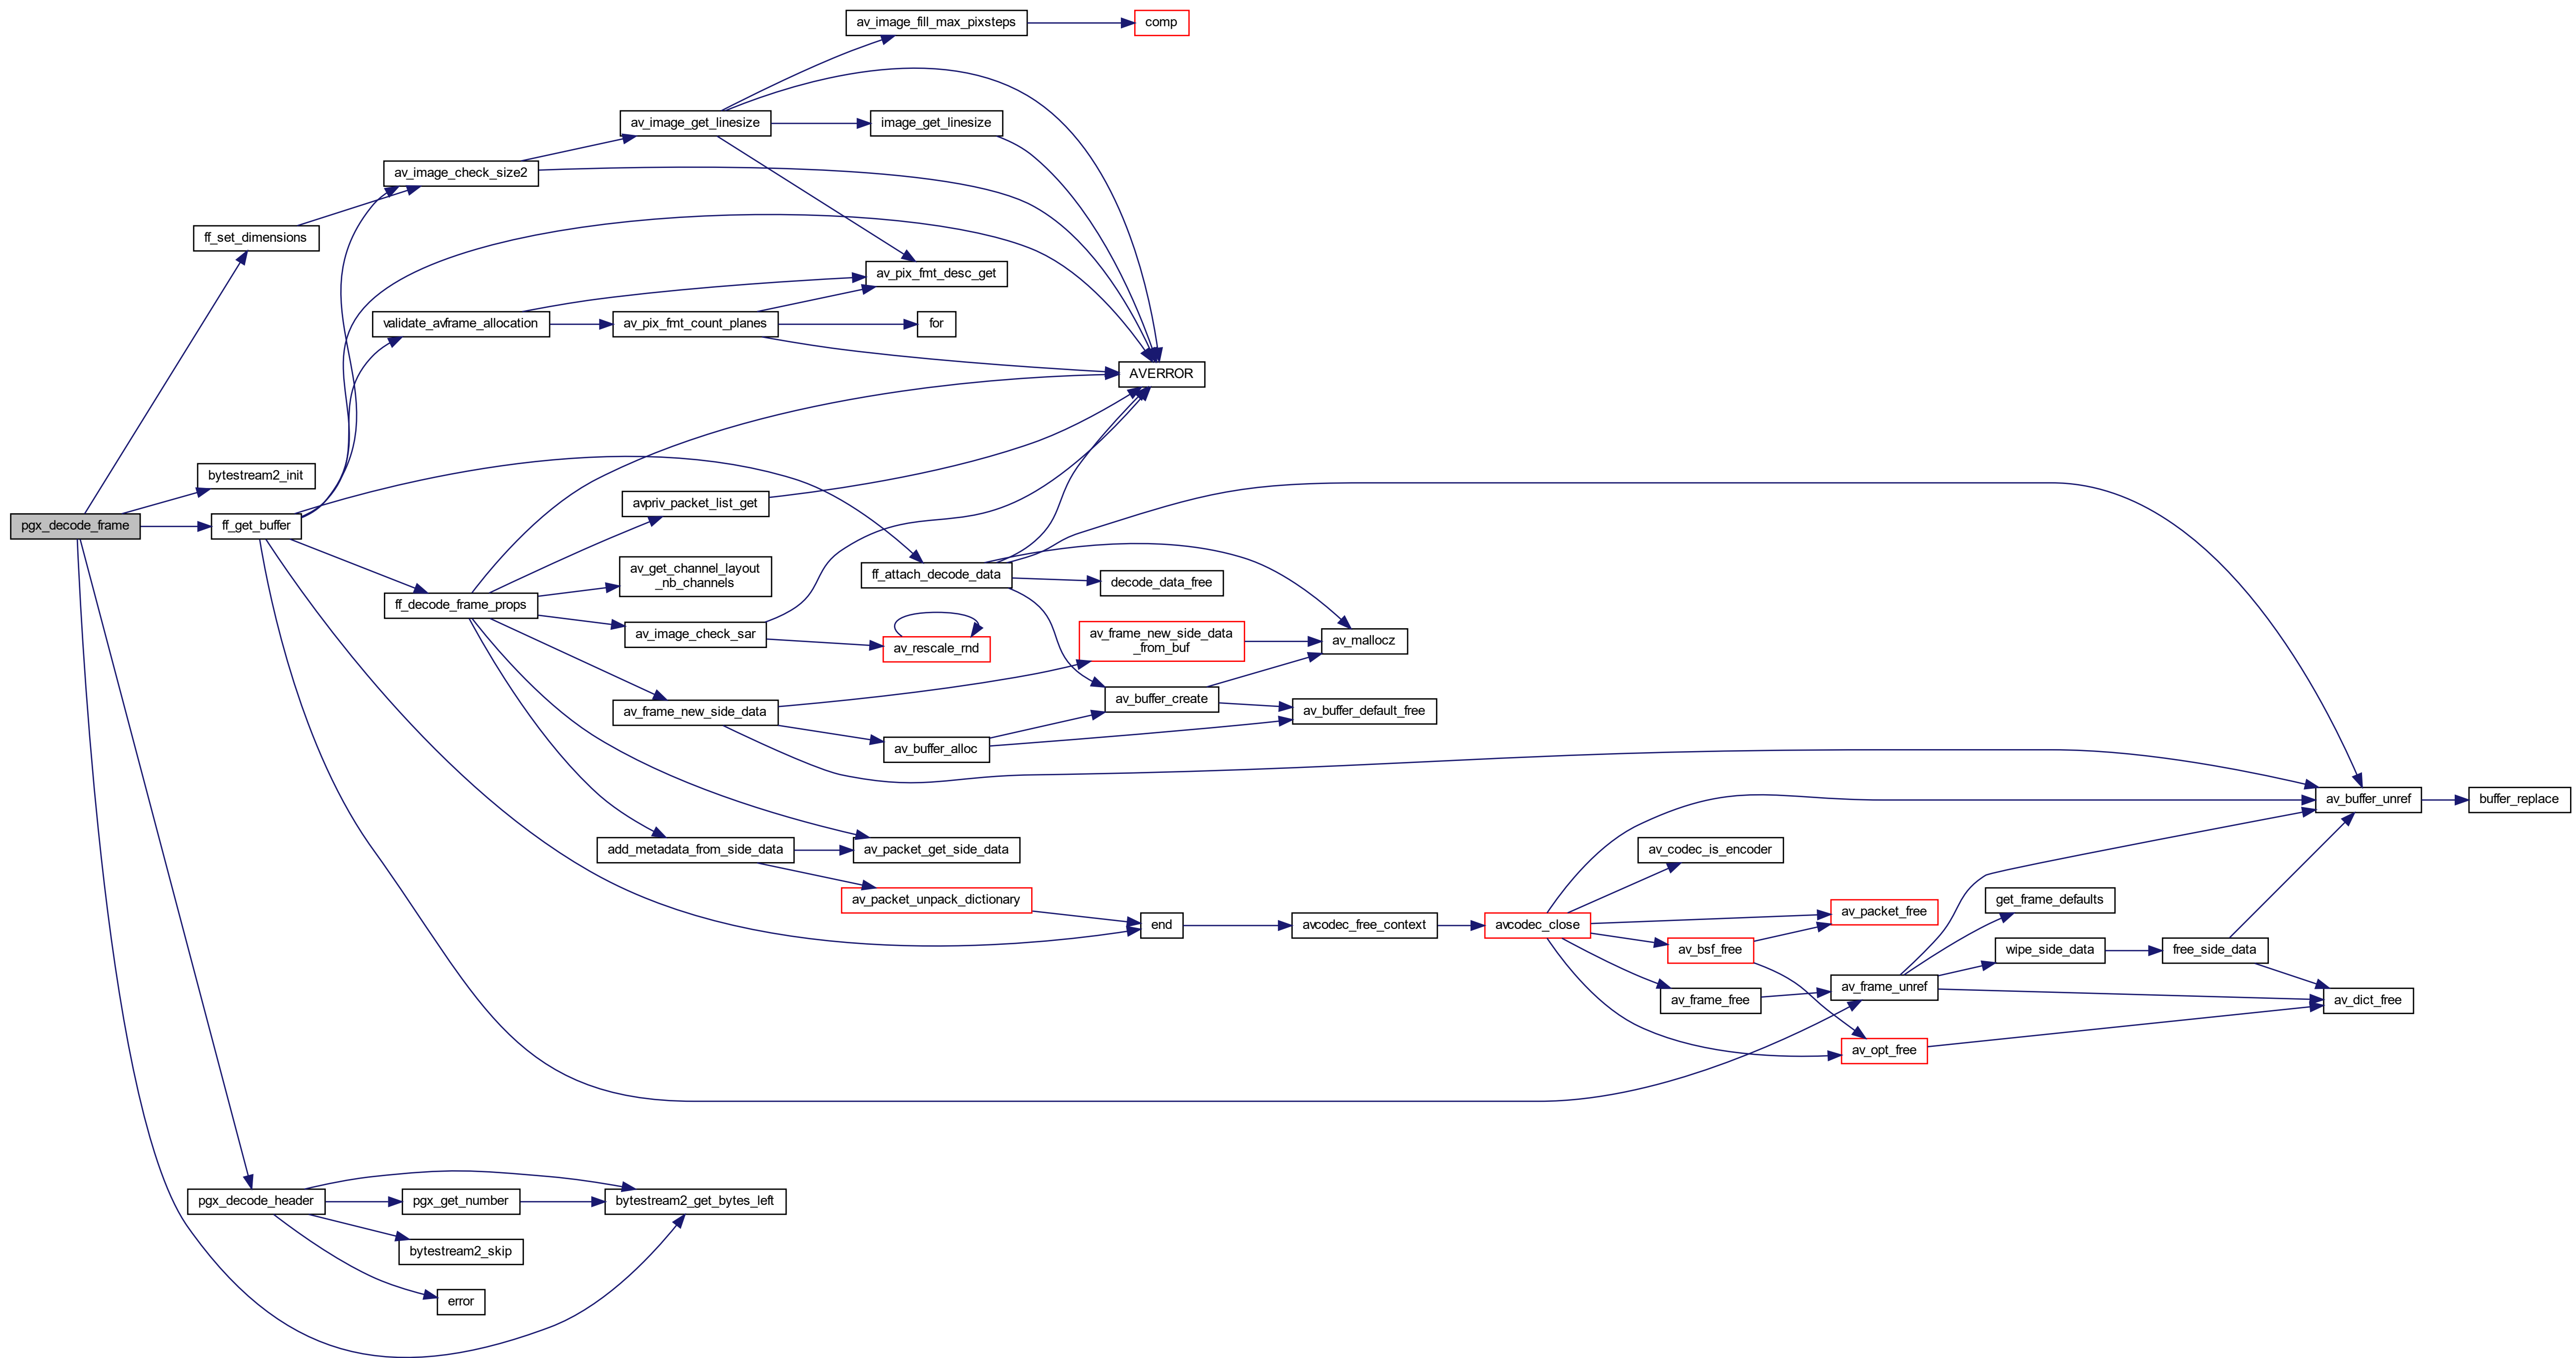 av_image_fill_max_pixsteps
comp
av_image_get_linesize
image_get_linesize
av_image_check_size2
ff_set_dimensions
av_pix_fmt_desc_get
validate_avframe_allocation
av_pix_fmt_count_planes
for
AVERROR
bytestream2_init
avpriv_packet_list_get
pgx_decode_frame
ff_get_buffer
av_get_channel_layout
_nb_channels
ff_attach_decode_data
decode_data_free
ff_decode_frame_props
av_image_check_sar
av_rescale_rnd
av_frame_new_side_data
_from_buf
av_mallocz
av_frame_new_side_data
av_buffer_create
av_buffer_default_free
av_buffer_alloc
av_buffer_unref
buffer_replace
add_metadata_from_side_data
av_packet_get_side_data
av_codec_is_encoder
av_packet_unpack_dictionary
get_frame_defaults
av_packet_free
end
avcodec_free_context
avcodec_close
av_bsf_free
wipe_side_data
free_side_data
av_frame_free
av_frame_unref
av_dict_free
av_opt_free
pgx_decode_header
pgx_get_number
bytestream2_get_bytes_left
bytestream2_skip
error